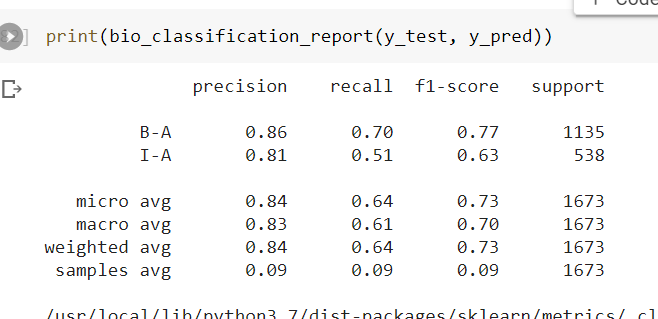 Code
print(bio_classification_report(y_test, y_pred))
precision recall f1-score support
B-A 0.86 0.70 0.77 1135
I-A 0.81 0.51 0.63 538
micro avg 0.84 0.64 0.73 1673
macro avg 0.83 0.61 0.70 1673
weighted avg 0.84 0.64 0.73 1673
samples avg 0.09 0.09 0.09 1673
/usr/local/lib/python3.7/dist-packages/sklearn/metrics/_cl